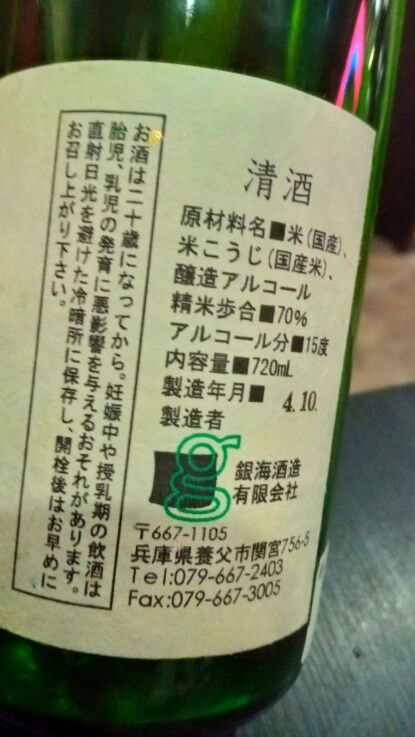 清酒
原材料名■米(国産)、
米こうじ(国産米)、
醸造アルコール
精米歩合■70%
アルコール分■15度
内容量■720mL
製造年月■ 4.10.
製造者
g
銀海酒造
有限会社
〒667-1105
兵庫県養父市関宮756-5
Tel:079-667-2403
Fax:079-667-3005
お酒は二十歳になってから。妊娠中や授乳期の飲酒は
胎児、乳児の発育に悪影響を与えるおそれがあります。
直射日光を避けた冷暗所に保存し、開栓後はお早めに
お召し上がり下さい。